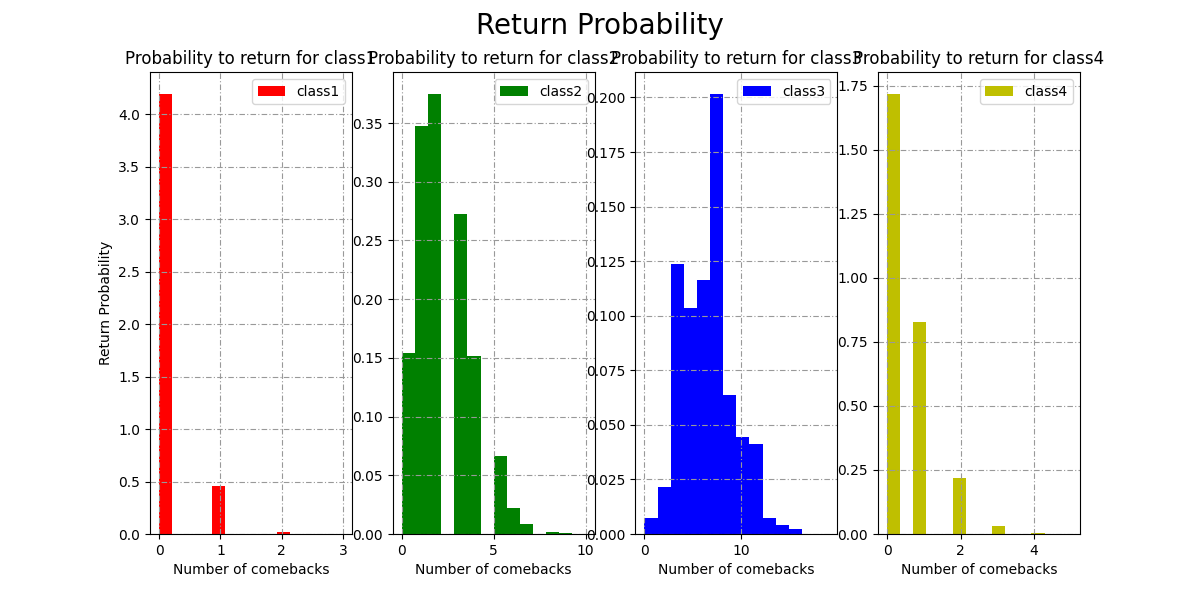 Return Probability
Probability to return for class1
Probability to return for class2
Probability to return for class3
Probability to return for class4
class1
class2
class3
class4
Return Probability
4.0
3.5
3.0
2.5
2.0
1.5
1.0
0.5
0.0
0 1 2 3
Number of comebacks
0.35
0.30
0.25
0.20
0.15
0.10
0.05
0.00
0 5 10
Number of comebacks
0.200
0.175
0.150
0.125
0.100
0.075
0.050
0.025
0.000
0 10
Number of comebacks
1.75
1.50
1.25
1.00
0.75
0.50
0.25
0.00
0 2 4
Number of comebacks